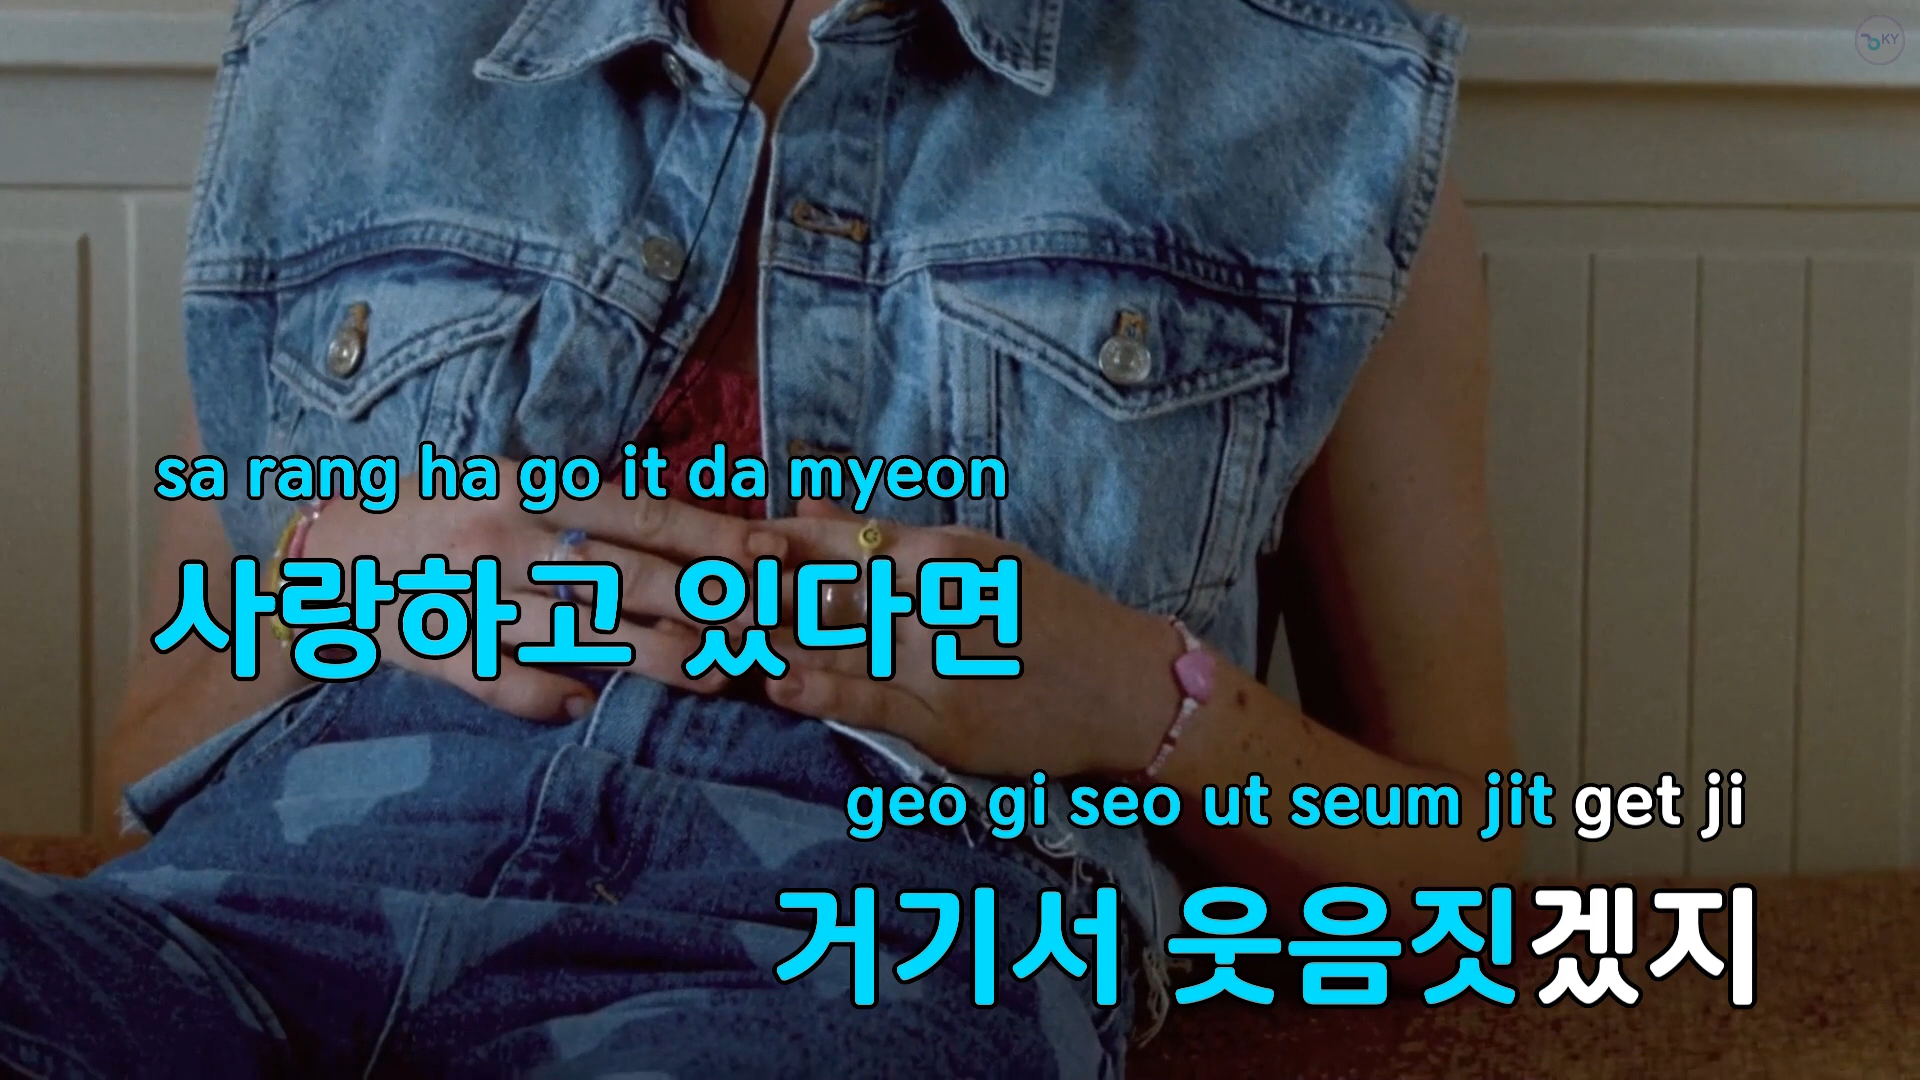 KY
sa rang ha go it da myeon
사랑하고 있다면
geo gi seo ut seum jit get ji
거기서 웃음짓겠지